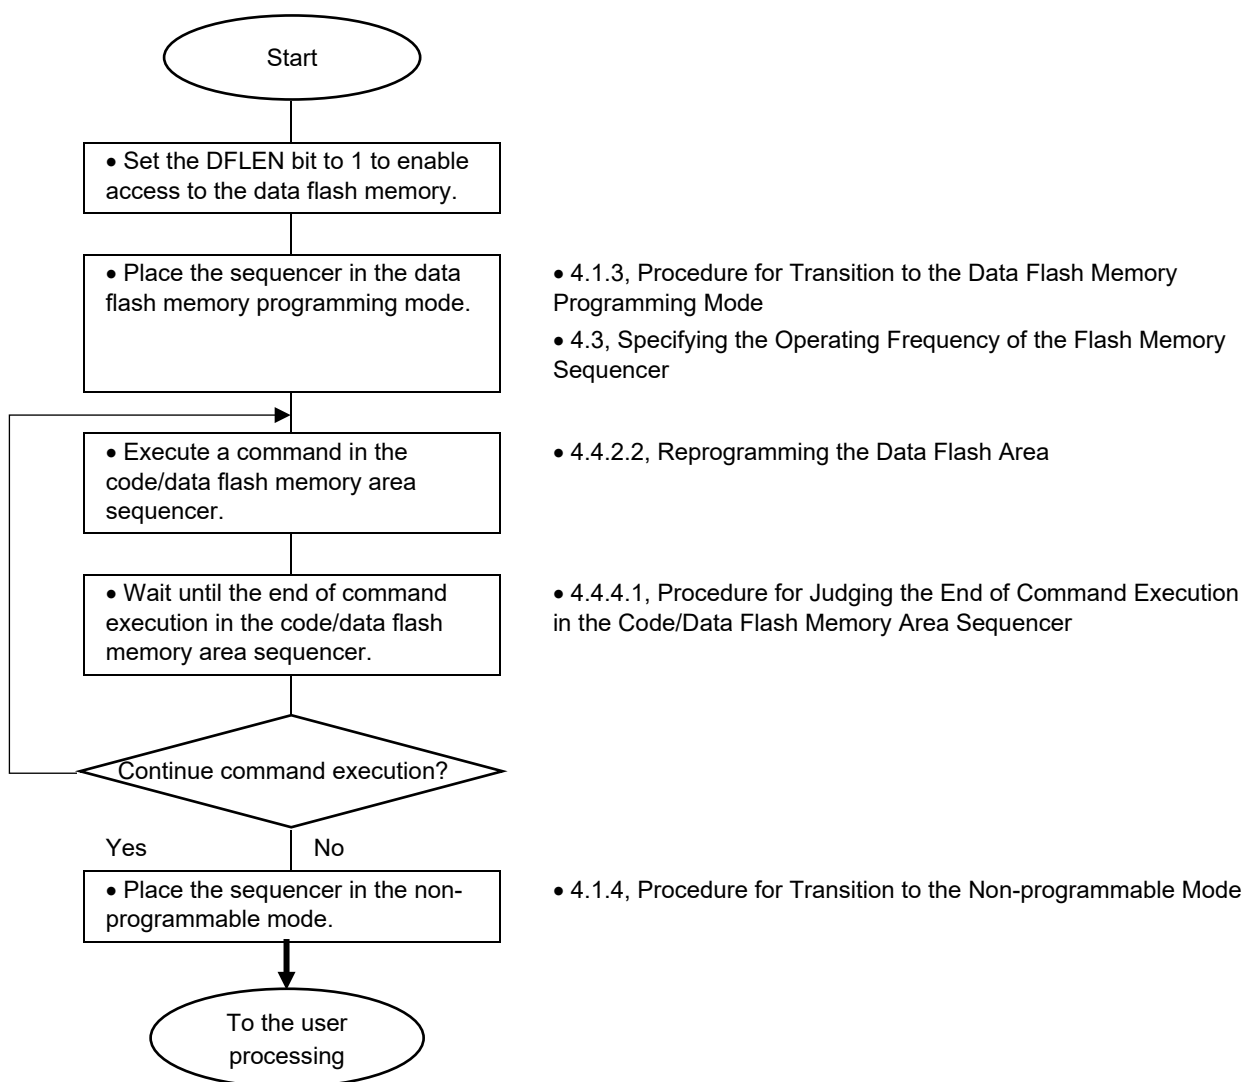 Start
• Set the DFLEN bit to 1 to enable
access to the data flash memory.
• Place the sequencer in the data
flash memory programming mode.
• 4.1.3, Procedure for Transition to the Data Flash Memory
Programming Mode
• 4.3, Specifying the Operating Frequency of the Flash Memory
Sequencer
• Execute a command in the
code/data flash memory area
sequencer.
• 4.4.2.2, Reprogramming the Data Flash Area
• Wait until the end of command
execution in the code/data flash
memory area sequencer.
• 4.4.4.1, Procedure for Judging the End of Command Execution
in the Code/Data Flash Memory Area Sequencer
Continue command execution?
Yes No
• Place the sequencer in the non-
programmable mode.
• 4.1.4, Procedure for Transition to the Non-programmable Mode
To the user
processing